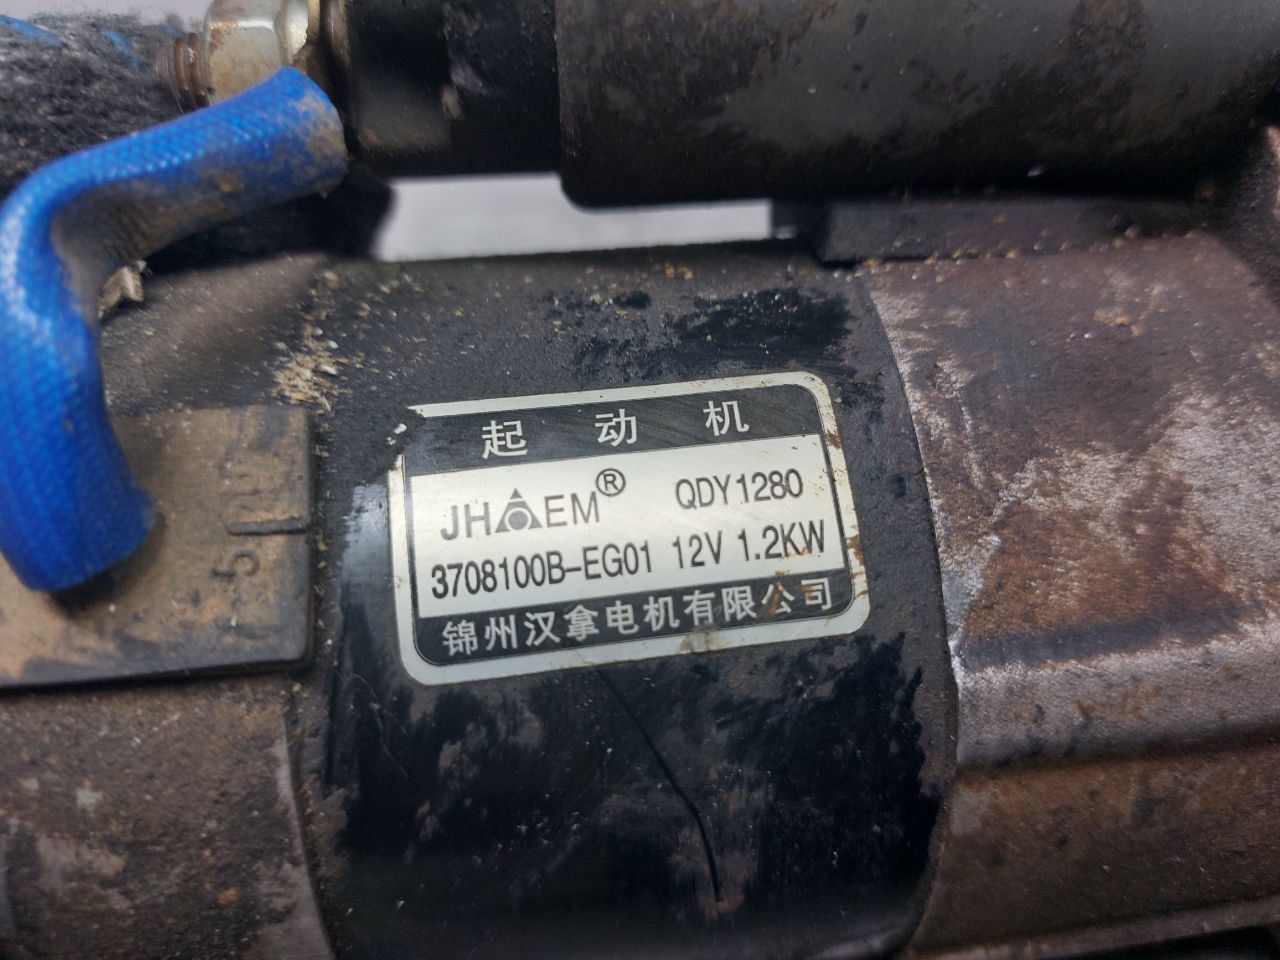 起动机
JHAEM® QDY1280
3708100B-EG01 12V 1.2KW
锦州汉拿电机有限公司